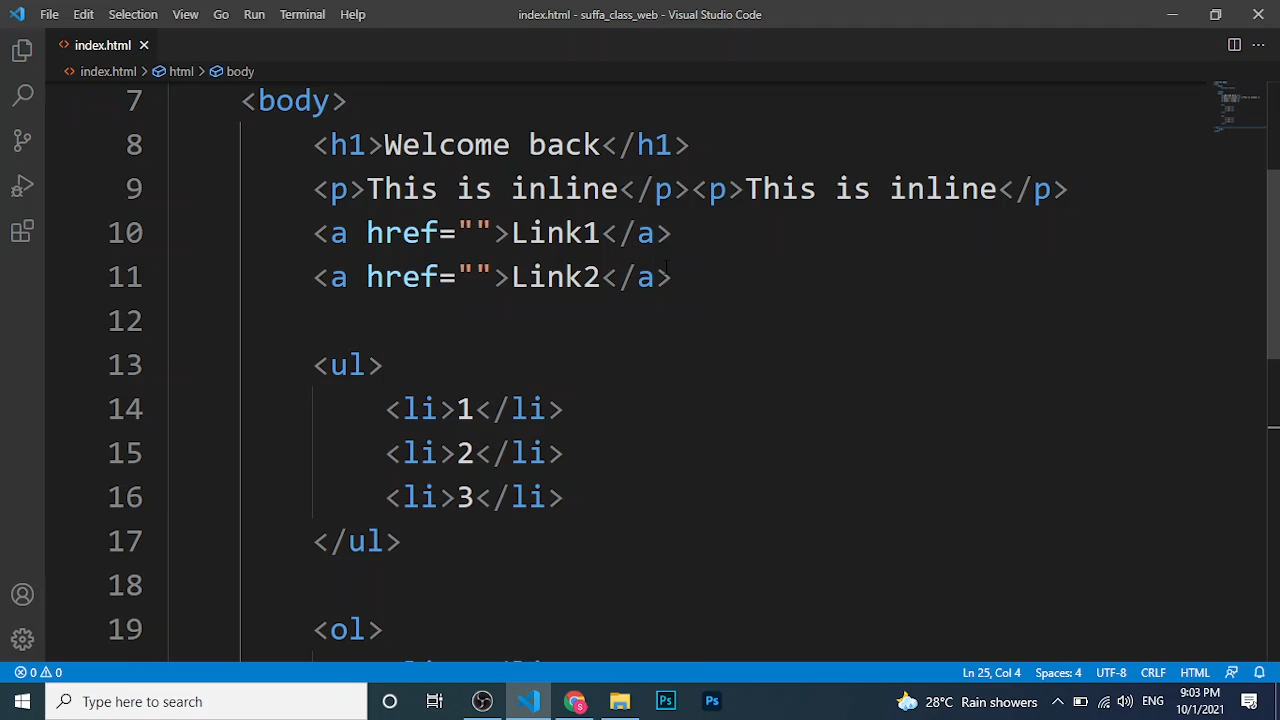 File Edit Selection View Go Run Terminal Help index.html - suffa_class_web - Visual Studio Code
<> index.html
<> index.html > html > body
7 <body>
8 <h1>Welcome back</h1>
9 <p>This is inline</p><p>This is inline</p>
10 <a href="">Link1</a>
11 <a href="">Link2</a>
12
13 <ul>
14 <li>1</li>
15 <li>2</li>
16 <li>3</li>
17 </ul>
18
19 <ol>
0 0 Ln 25, Col 4 Spaces: 4 UTF-8 CRLF HTML
Type here to search S Ps Ps 28°C Rain showers ENG 9:03 PM
10/1/2021